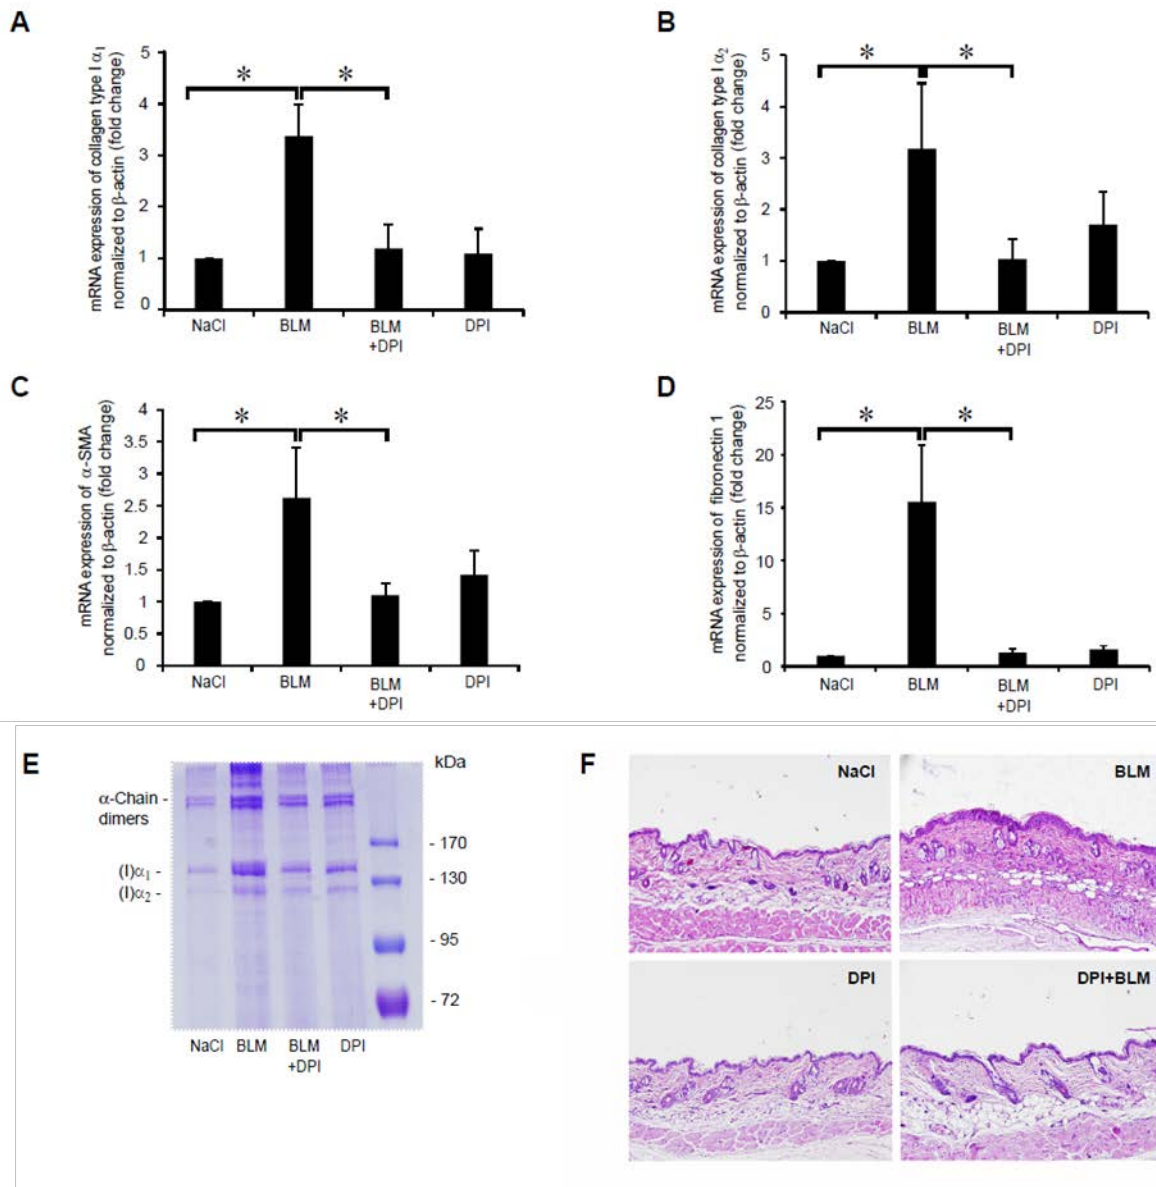 A
mRNA expression of collagen type I α1
normalized to β-actin (fold change)
5
4
3
2
1
0
* *
NaCl BLM BLM DPI
+DPI
B
mRNA expression of collagen type I α2
normalized to β-actin (fold change)
5
4
3
2
1
0
* *
NaCl BLM BLM DPI
+DPI
C
mRNA expression of α-SMA
normalized to β-actin (fold change)
4
3.5
3
2.5
2
1.5
1
0.5
0
* *
NaCl BLM BLM DPI
+DPI
D
mRNA expression of fibronectin 1
normalized to β-actin (fold change)
25
20
15
10
5
0
* *
NaCl BLM BLM DPI
+DPI
E
kDa
α-Chain -
dimers
- 170
(I)α1 -
- 130
(I)α2 -
- 95
- 72
NaCl BLM BLM DPI
+DPI
F
NaCl BLM
DPI DPI+BLM